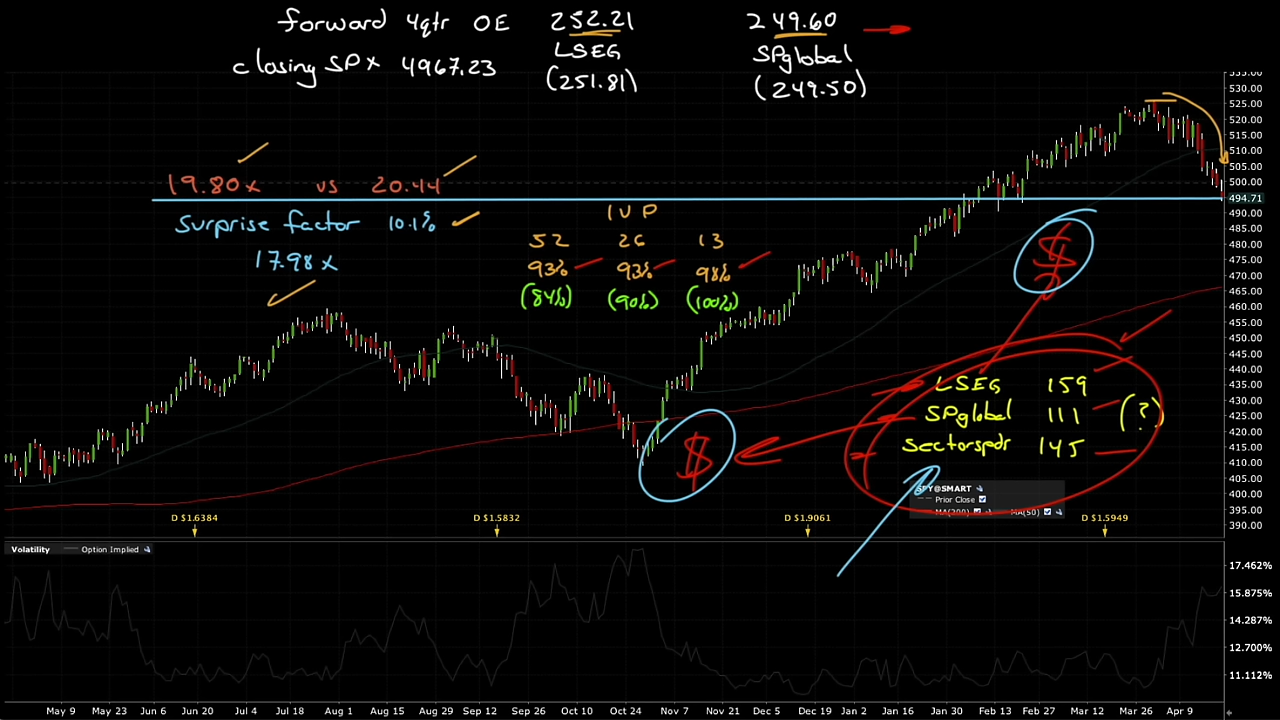 forward 4qtr OE 252.21 249.60
LSEG SPglobal
closing SPX 4967.23 (251.81) (249.50)
535.00
530.00
525.00
520.00
515.00
510.00
505.00
500.00
494.71
490.00
485.00
480.00
475.00
470.00
465.00
460.00
455.00
450.00
445.00
440.00
435.00
430.00
425.00
420.00
415.00
410.00
405.00
400.00
395.00
390.00
19.80x vs 20.44
Surprise factor 10.1%
17.98x
IVP
52 26 13
93% 93% 98%
(84%) (90%) (100%)
$
LSEG 159
SPglobal 111 (?)
Sectorspdr 145
$
SPY@SMART
Prior Close
MA(200) MA(50)
D $1.6384 D $1.5832 D $1.9061 D $1.5949
Volatility Option Implied
17.462%
15.875%
14.287%
12.700%
11.112%
May 9 May 23 Jun 6 Jun 20 Jul 4 Jul 18 Aug 1 Aug 15 Aug 29 Sep 12 Sep 26 Oct 10 Oct 24 Nov 7 Nov 21 Dec 5 Dec 19 Jan 2 Jan 16 Jan 30 Feb 13 Feb 27 Mar 12 Mar 26 Apr 9